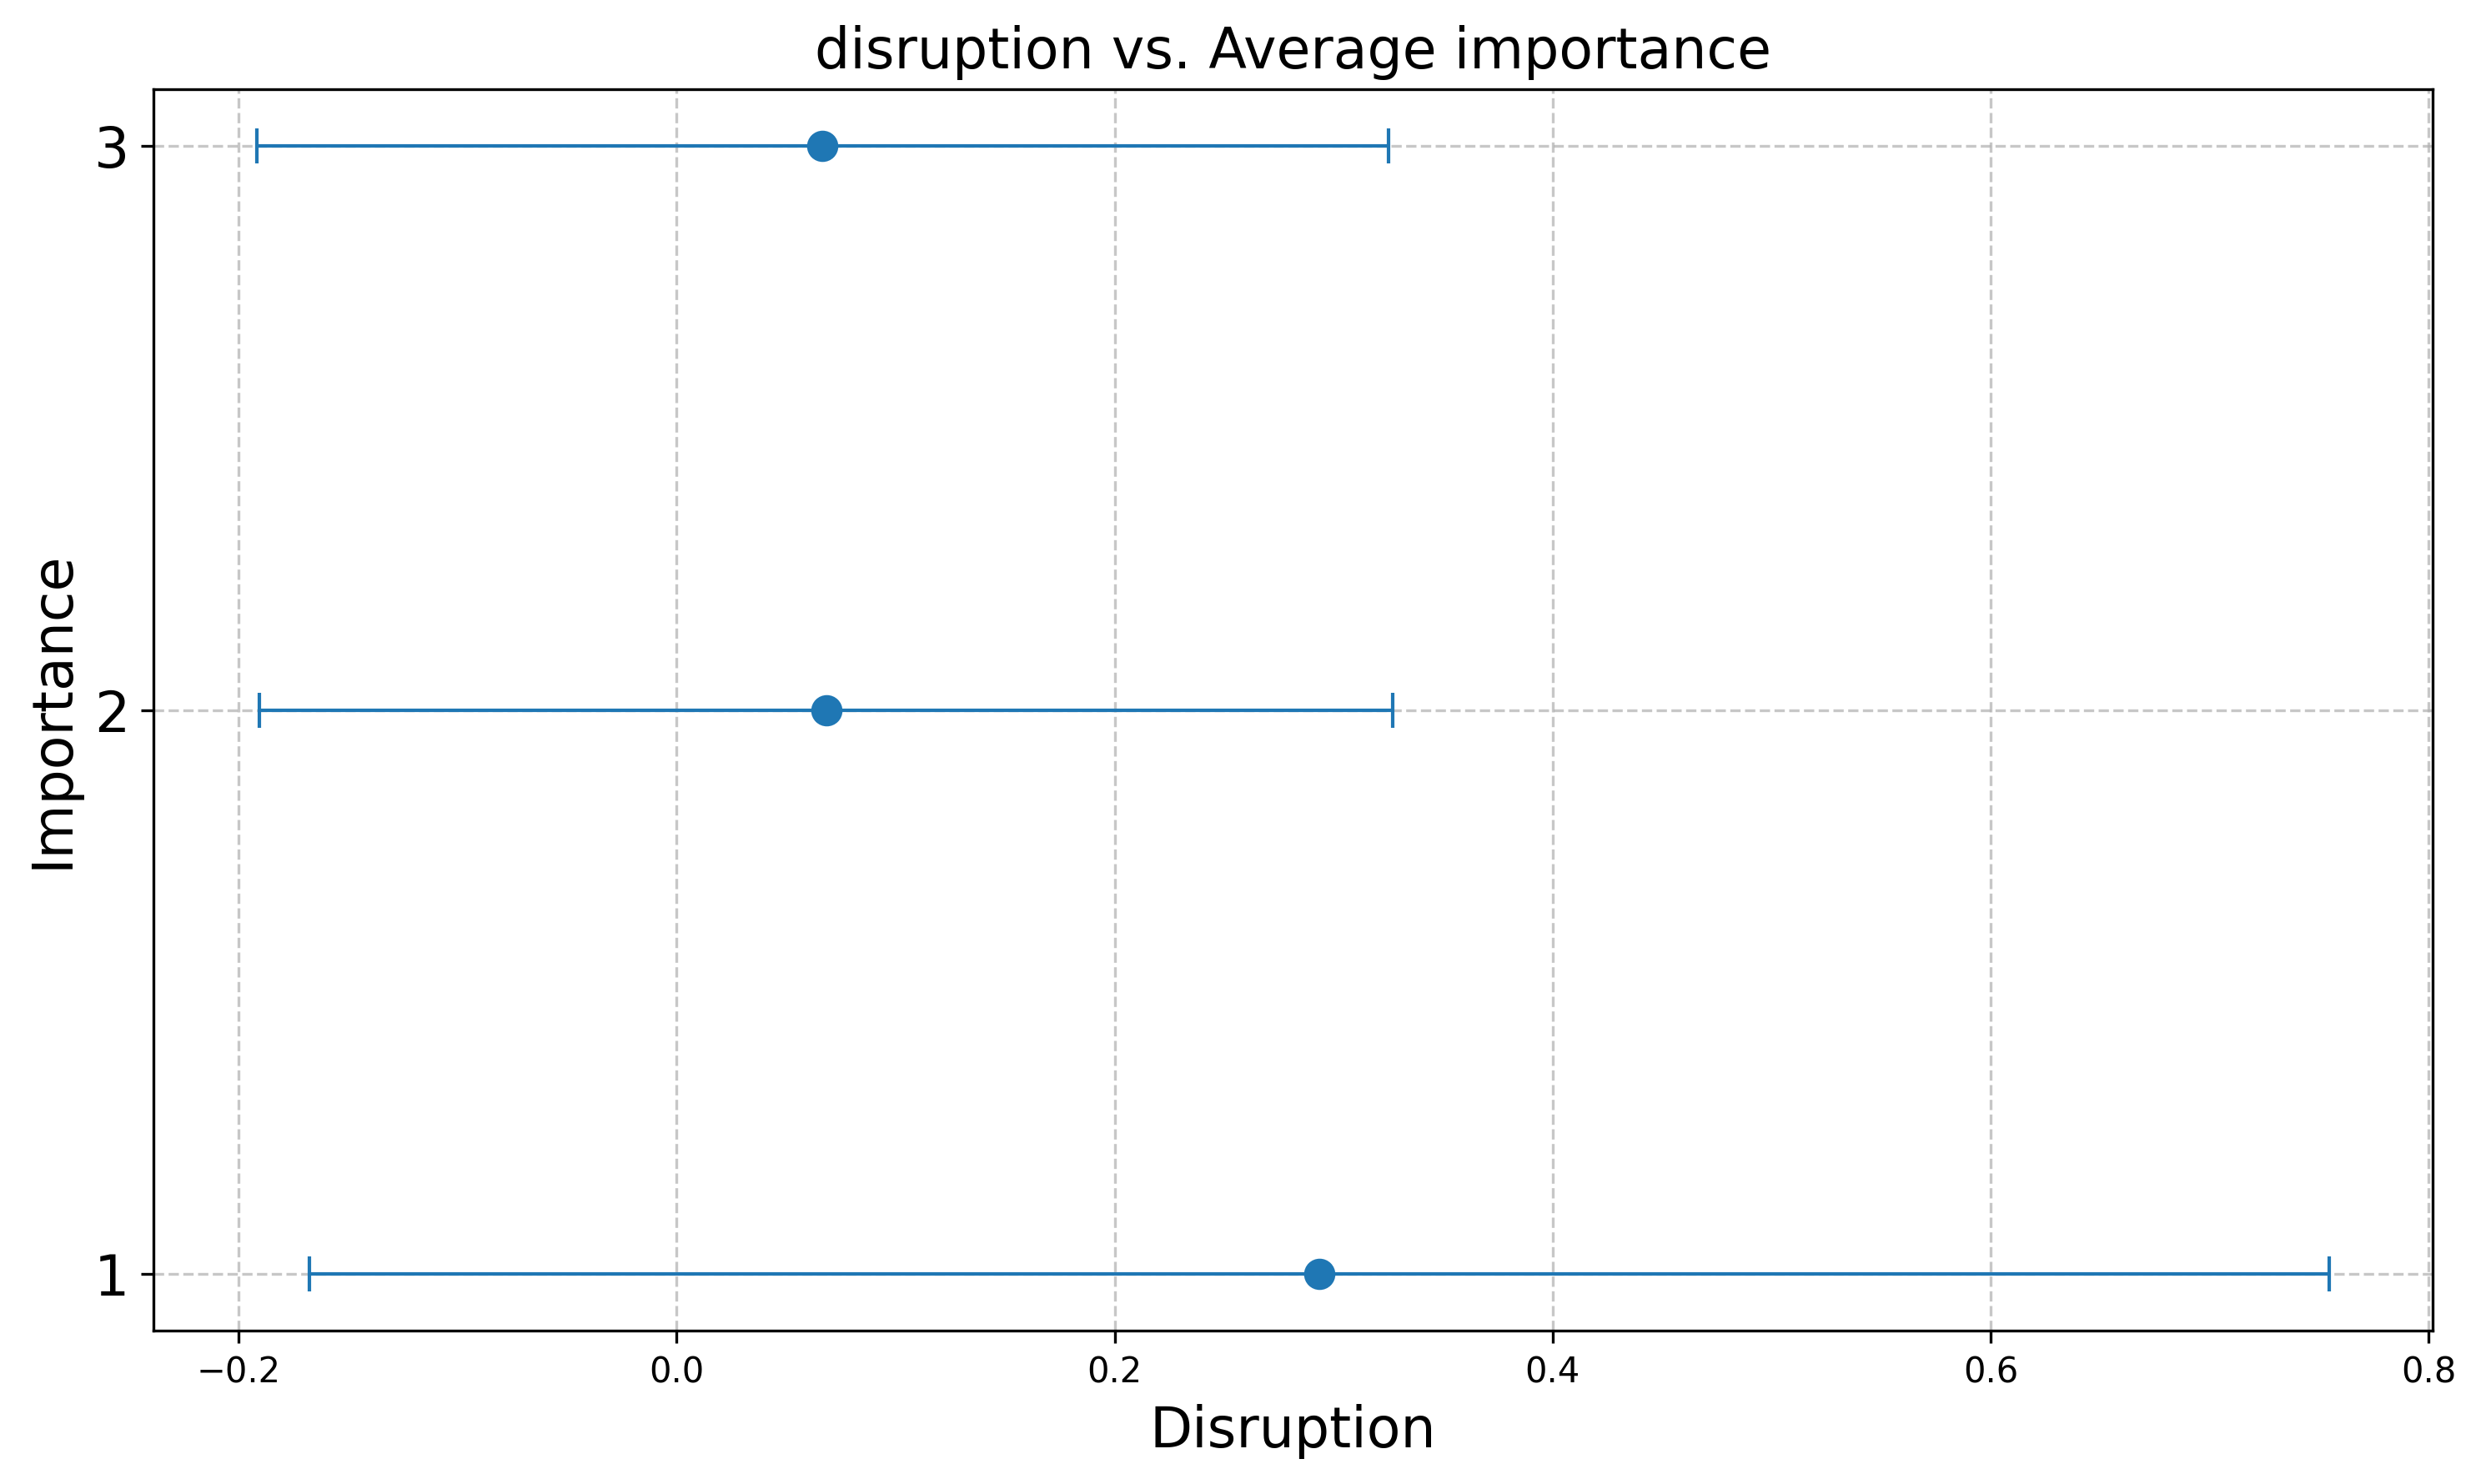 disruption vs. Average importance
Importance
3
2
1
−0.2 0.0 0.2 0.4 0.6 0.8
Disruption